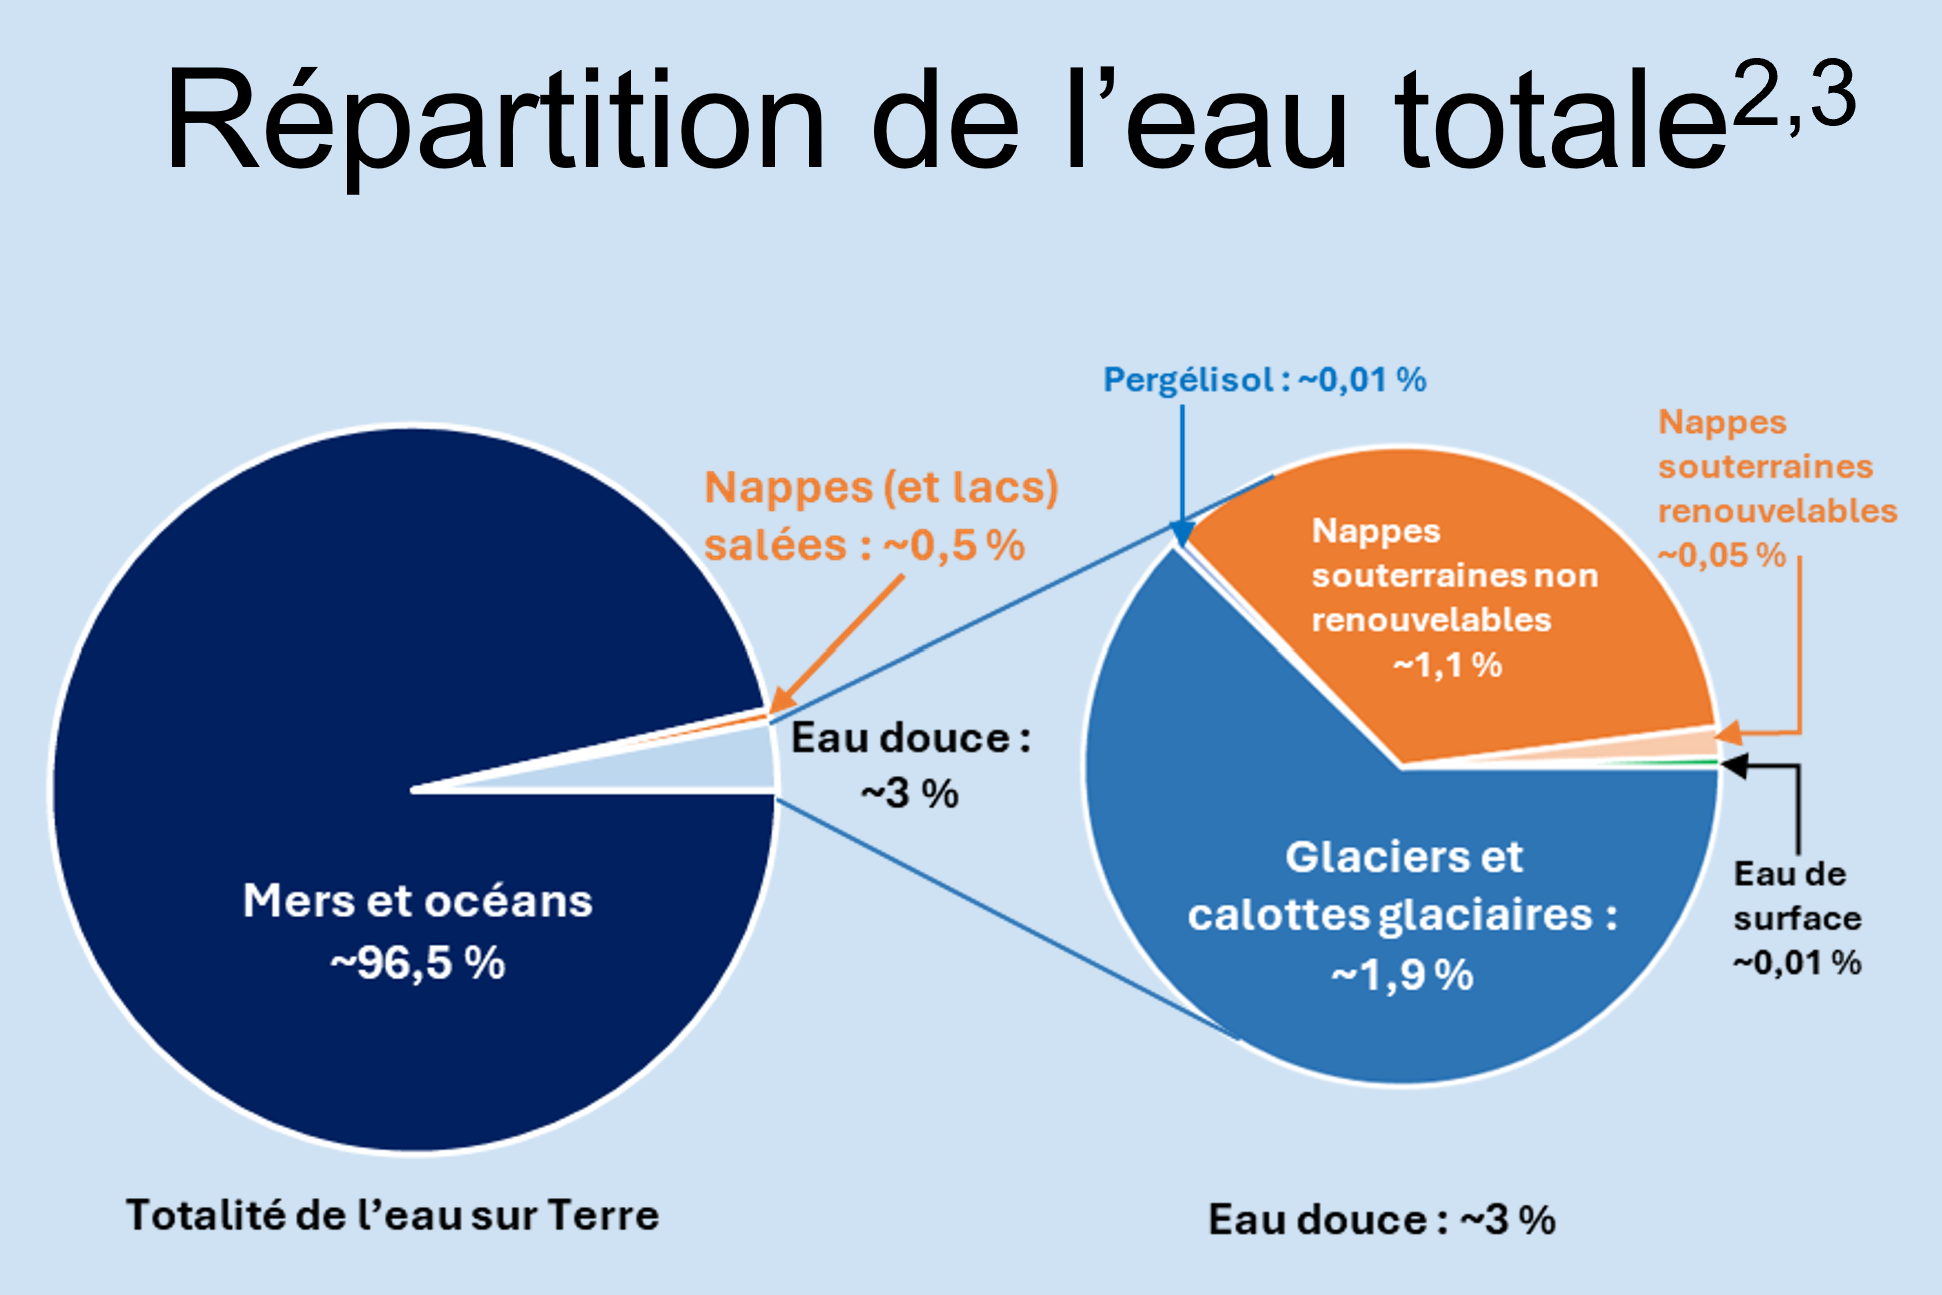 Répartition de l’eau totale2,3
Pergélisol : ~0,01 %
Nappes
souterraines
renouvelables
~0,05 %
Nappes (et lacs)
salées : ~0,5 %
Nappes
souterraines non
renouvelables
~1,1 %
Eau douce :
~3 %
Mers et océans
~96,5 %
Glaciers et
calottes glaciaires :
~1,9 %
Eau de
surface
~0,01 %
Totalité de l’eau sur Terre
Eau douce : ~3 %